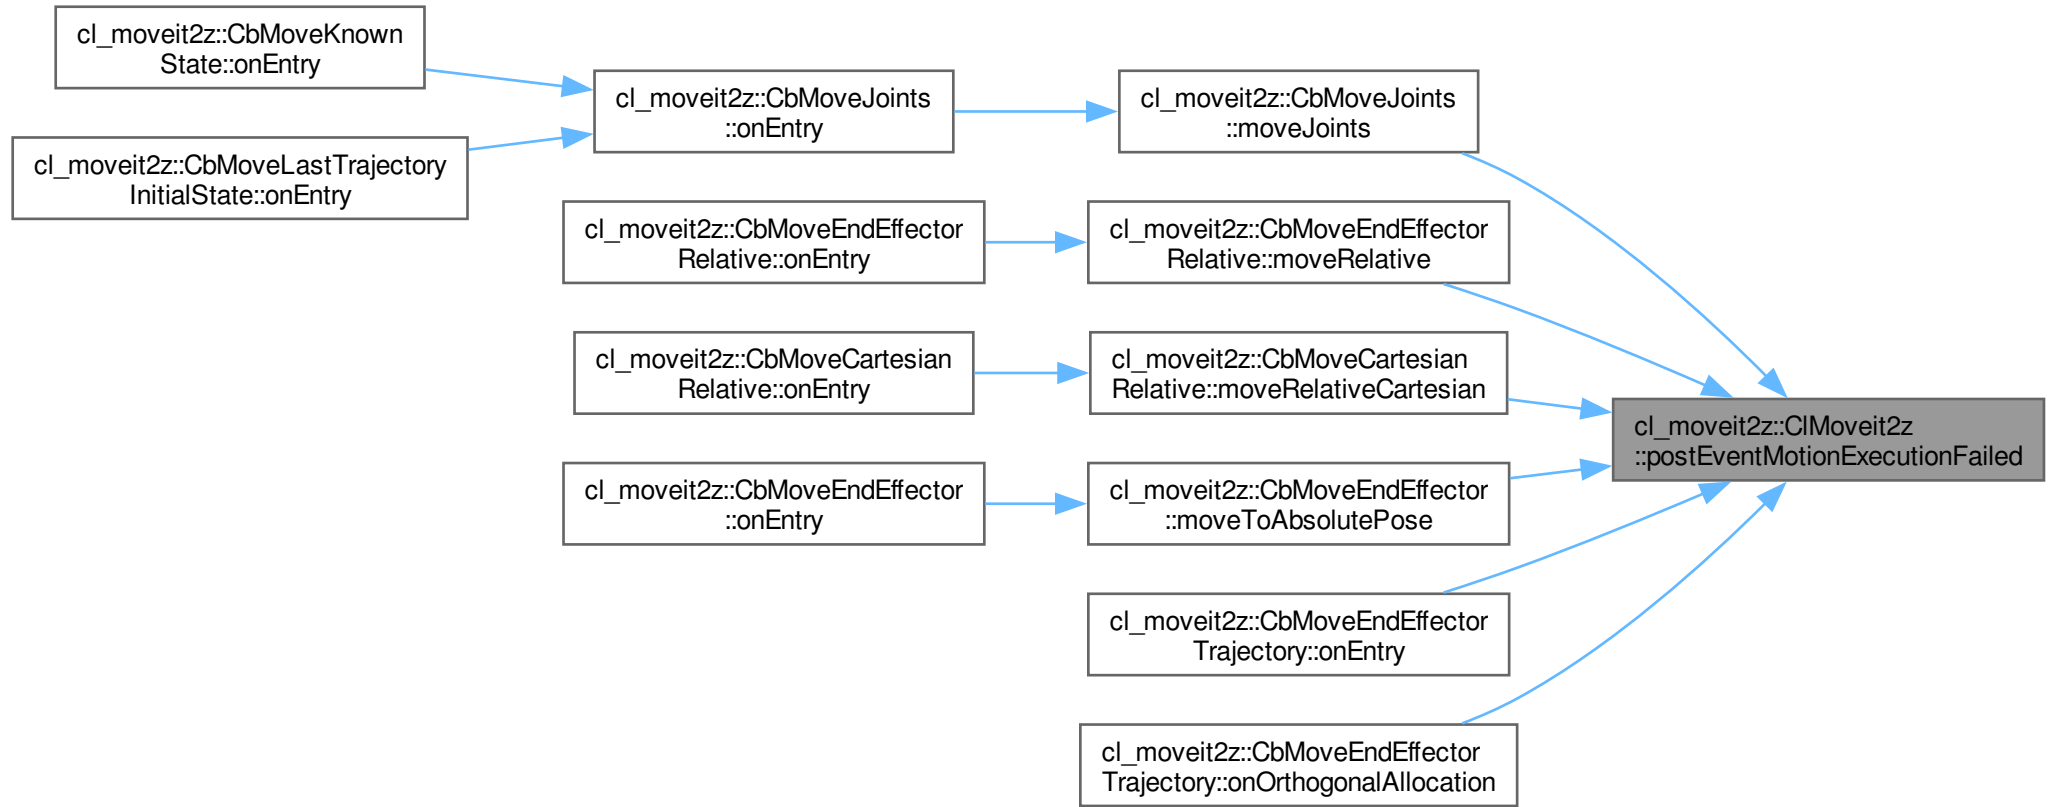 cl_moveit2z::CbMoveKnown
State::onEntry
cl_moveit2z::CbMoveLastTrajectory
InitialState::onEntry
cl_moveit2z::CbMoveJoints
::onEntry
cl_moveit2z::CbMoveJoints
::moveJoints
cl_moveit2z::CbMoveEndEffector
Relative::onEntry
cl_moveit2z::CbMoveEndEffector
Relative::moveRelative
cl_moveit2z::CbMoveCartesian
Relative::onEntry
cl_moveit2z::CbMoveCartesian
Relative::moveRelativeCartesian
cl_moveit2z::ClMoveit2z
::postEventMotionExecutionFailed
cl_moveit2z::CbMoveEndEffector
::onEntry
cl_moveit2z::CbMoveEndEffector
::moveToAbsolutePose
cl_moveit2z::CbMoveEndEffector
Trajectory::onEntry
cl_moveit2z::CbMoveEndEffector
Trajectory::onOrthogonalAllocation